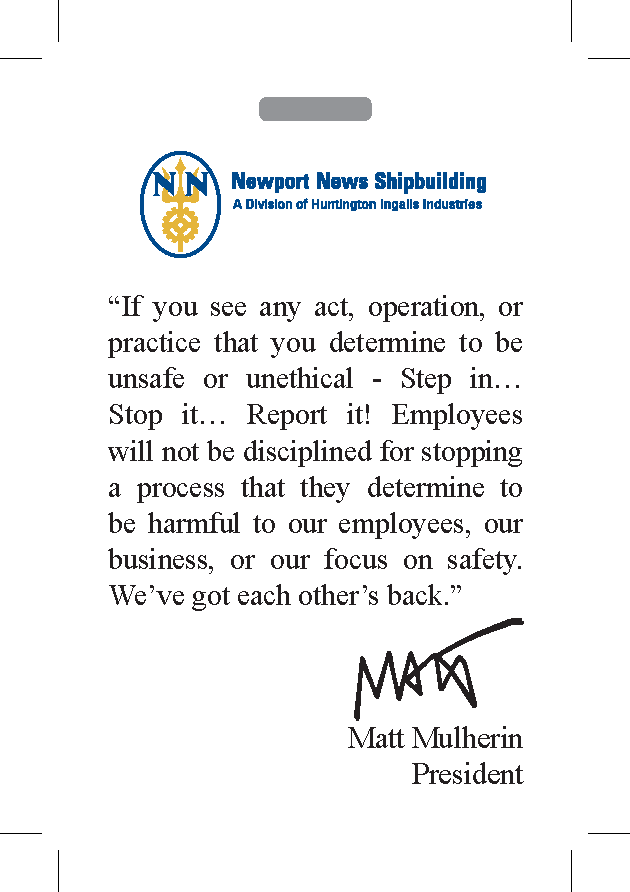 NN
Newport News Shipbuilding
A Division of Huntington Ingalls Industries
“If you see any act, operation, or
practice that you determine to be
unsafe or unethical - Step in…
Stop it… Report it! Employees
will not be disciplined for stopping
a process that they determine to
be harmful to our employees, our
business, or our focus on safety.
We’ve got each other’s back.”
Matt
Matt Mulherin
President